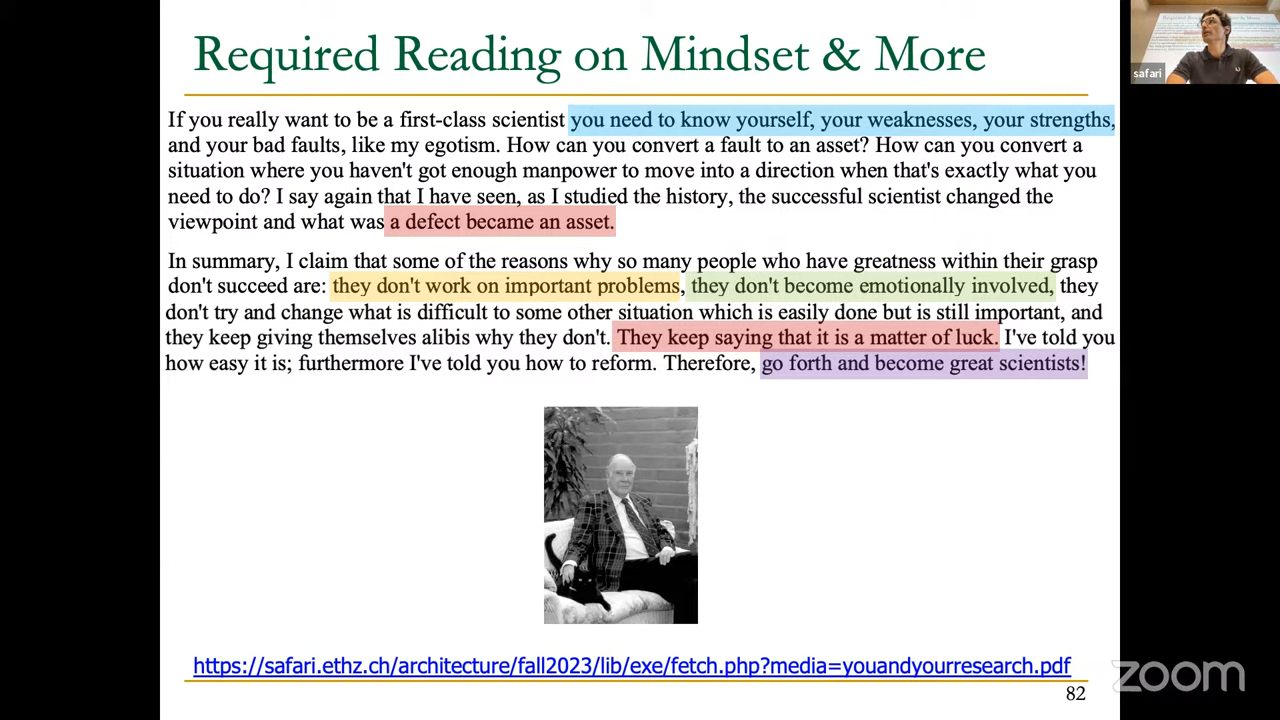 Required Reading on Mindset & More
safari
If you really want to be a first-class scientist you need to know yourself, your weaknesses, your strengths,
and your bad faults, like my egotism. How can you convert a fault to an asset? How can you convert a
situation where you haven't got enough manpower to move into a direction when that's exactly what you
need to do? I say again that I have seen, as I studied the history, the successful scientist changed the
viewpoint and what was a defect became an asset.
In summary, I claim that some of the reasons why so many people who have greatness within their grasp
don't succeed are: they don't work on important problems, they don't become emotionally involved, they
don't try and change what is difficult to some other situation which is easily done but is still important, and
they keep giving themselves alibis why they don't. They keep saying that it is a matter of luck. I've told you
how easy it is; furthermore I've told you how to reform. Therefore, go forth and become great scientists!
https://safari.ethz.ch/architecture/fall2023/lib/exe/fetch.php?media=youandyourresearch.pdf
82
zoom